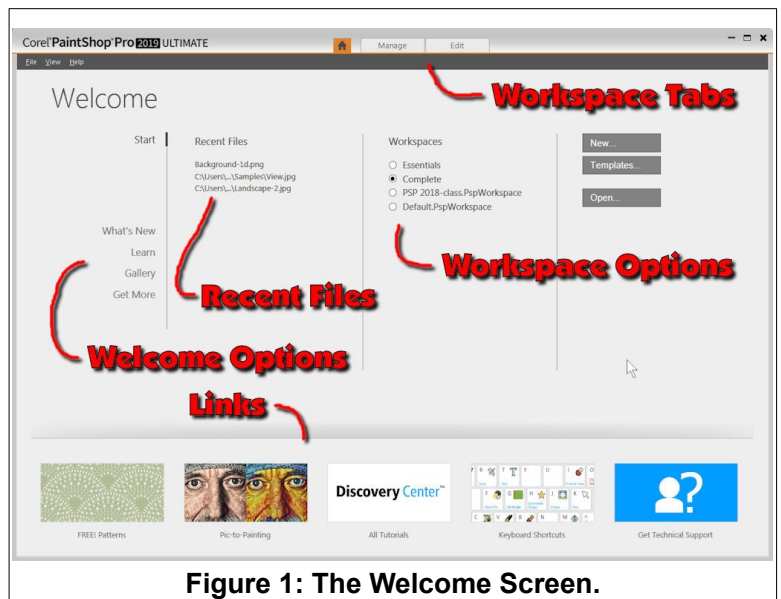 Corel®PaintShop®Pro 2019 ULTIMATE
Manage
Edit
File View Help
Workspace Tabs
Welcome
Start
Recent Files
Background-1d.png
C:\Users\...\Samples\View.jpg
C:\Users\...\Landscape-2.jpg
Workspaces
Essentials
Complete
PSP 2018-class.PspWorkspace
Default.PspWorkspace
New...
Templates...
Open...
What's New
Learn
Gallery
Get More
Recent Files
Workspace Options
Welcome Options
Links
Discovery Center™
FREE! Patterns
Pic-to-Painting
All Tutorials
Keyboard Shortcuts
Get Technical Support
Figure 1: The Welcome Screen.